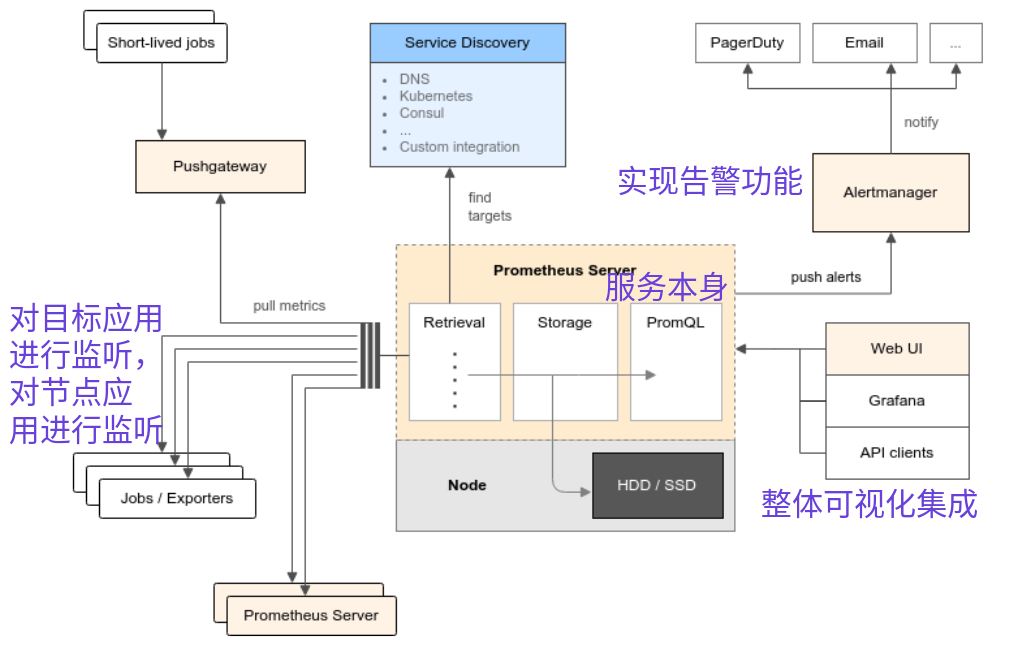 Short-lived jobs
Service Discovery
PagerDuty
Email
...
DNS
Kubernetes
Consul
...
Custom integration
notify
Pushgateway
实现告警功能
Alertmanager
find
targets
Prometheus Server
服务本身
push alerts
pull metrics
对目标应用
进行监听，
对节点应
用进行监听
Retrieval
Storage
PromQL
Web UI
Grafana
API clients
Jobs / Exporters
Node
HDD / SSD
整体可视化集成
Prometheus Server